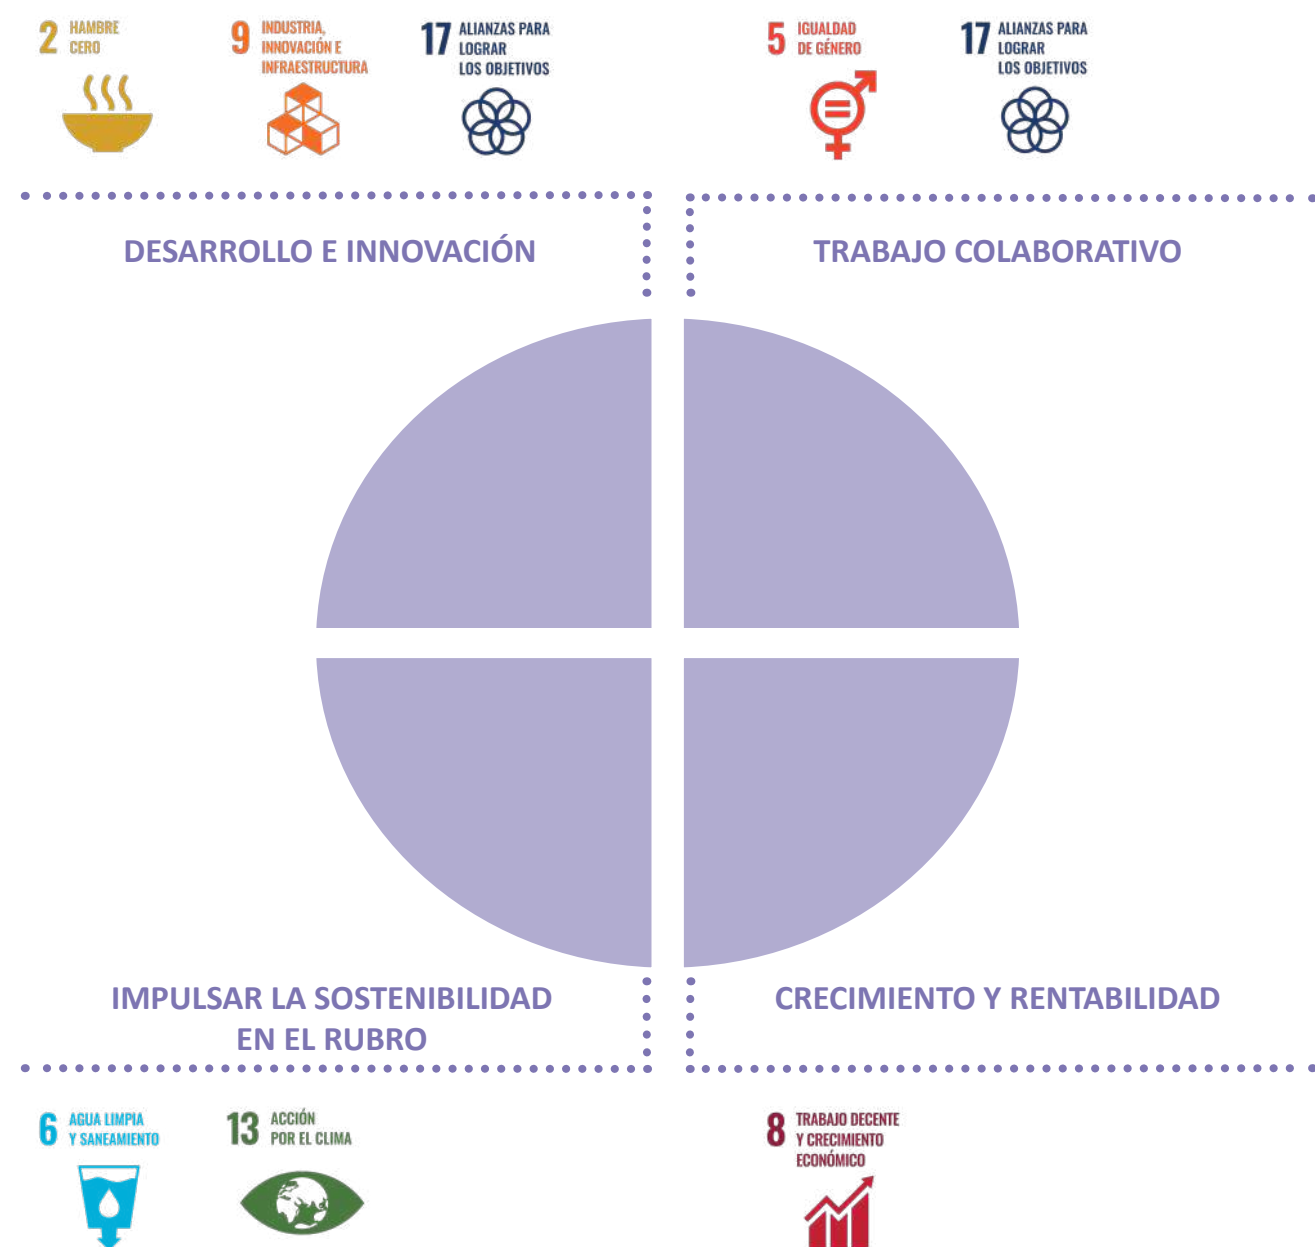 2 HAMBRE
CERO
9 INDUSTRIA,
INNOVACIÓN E
INFRAESTRUCTURA
17 ALIANZAS PARA
LOGRAR
LOS OBJETIVOS
5 IGUALDAD
DE GÉNERO
17 ALIANZAS PARA
LOGRAR
LOS OBJETIVOS
DESARROLLO E INNOVACIÓN
TRABAJO COLABORATIVO
IMPULSAR LA SOSTENIBILIDAD
EN EL RUBRO
CRECIMIENTO Y RENTABILIDAD
6 AGUA LIMPIA
Y SANEAMIENTO
13 ACCIÓN
POR EL CLIMA
8 TRABAJO DECENTE
Y CRECIMIENTO
ECONÓMICO